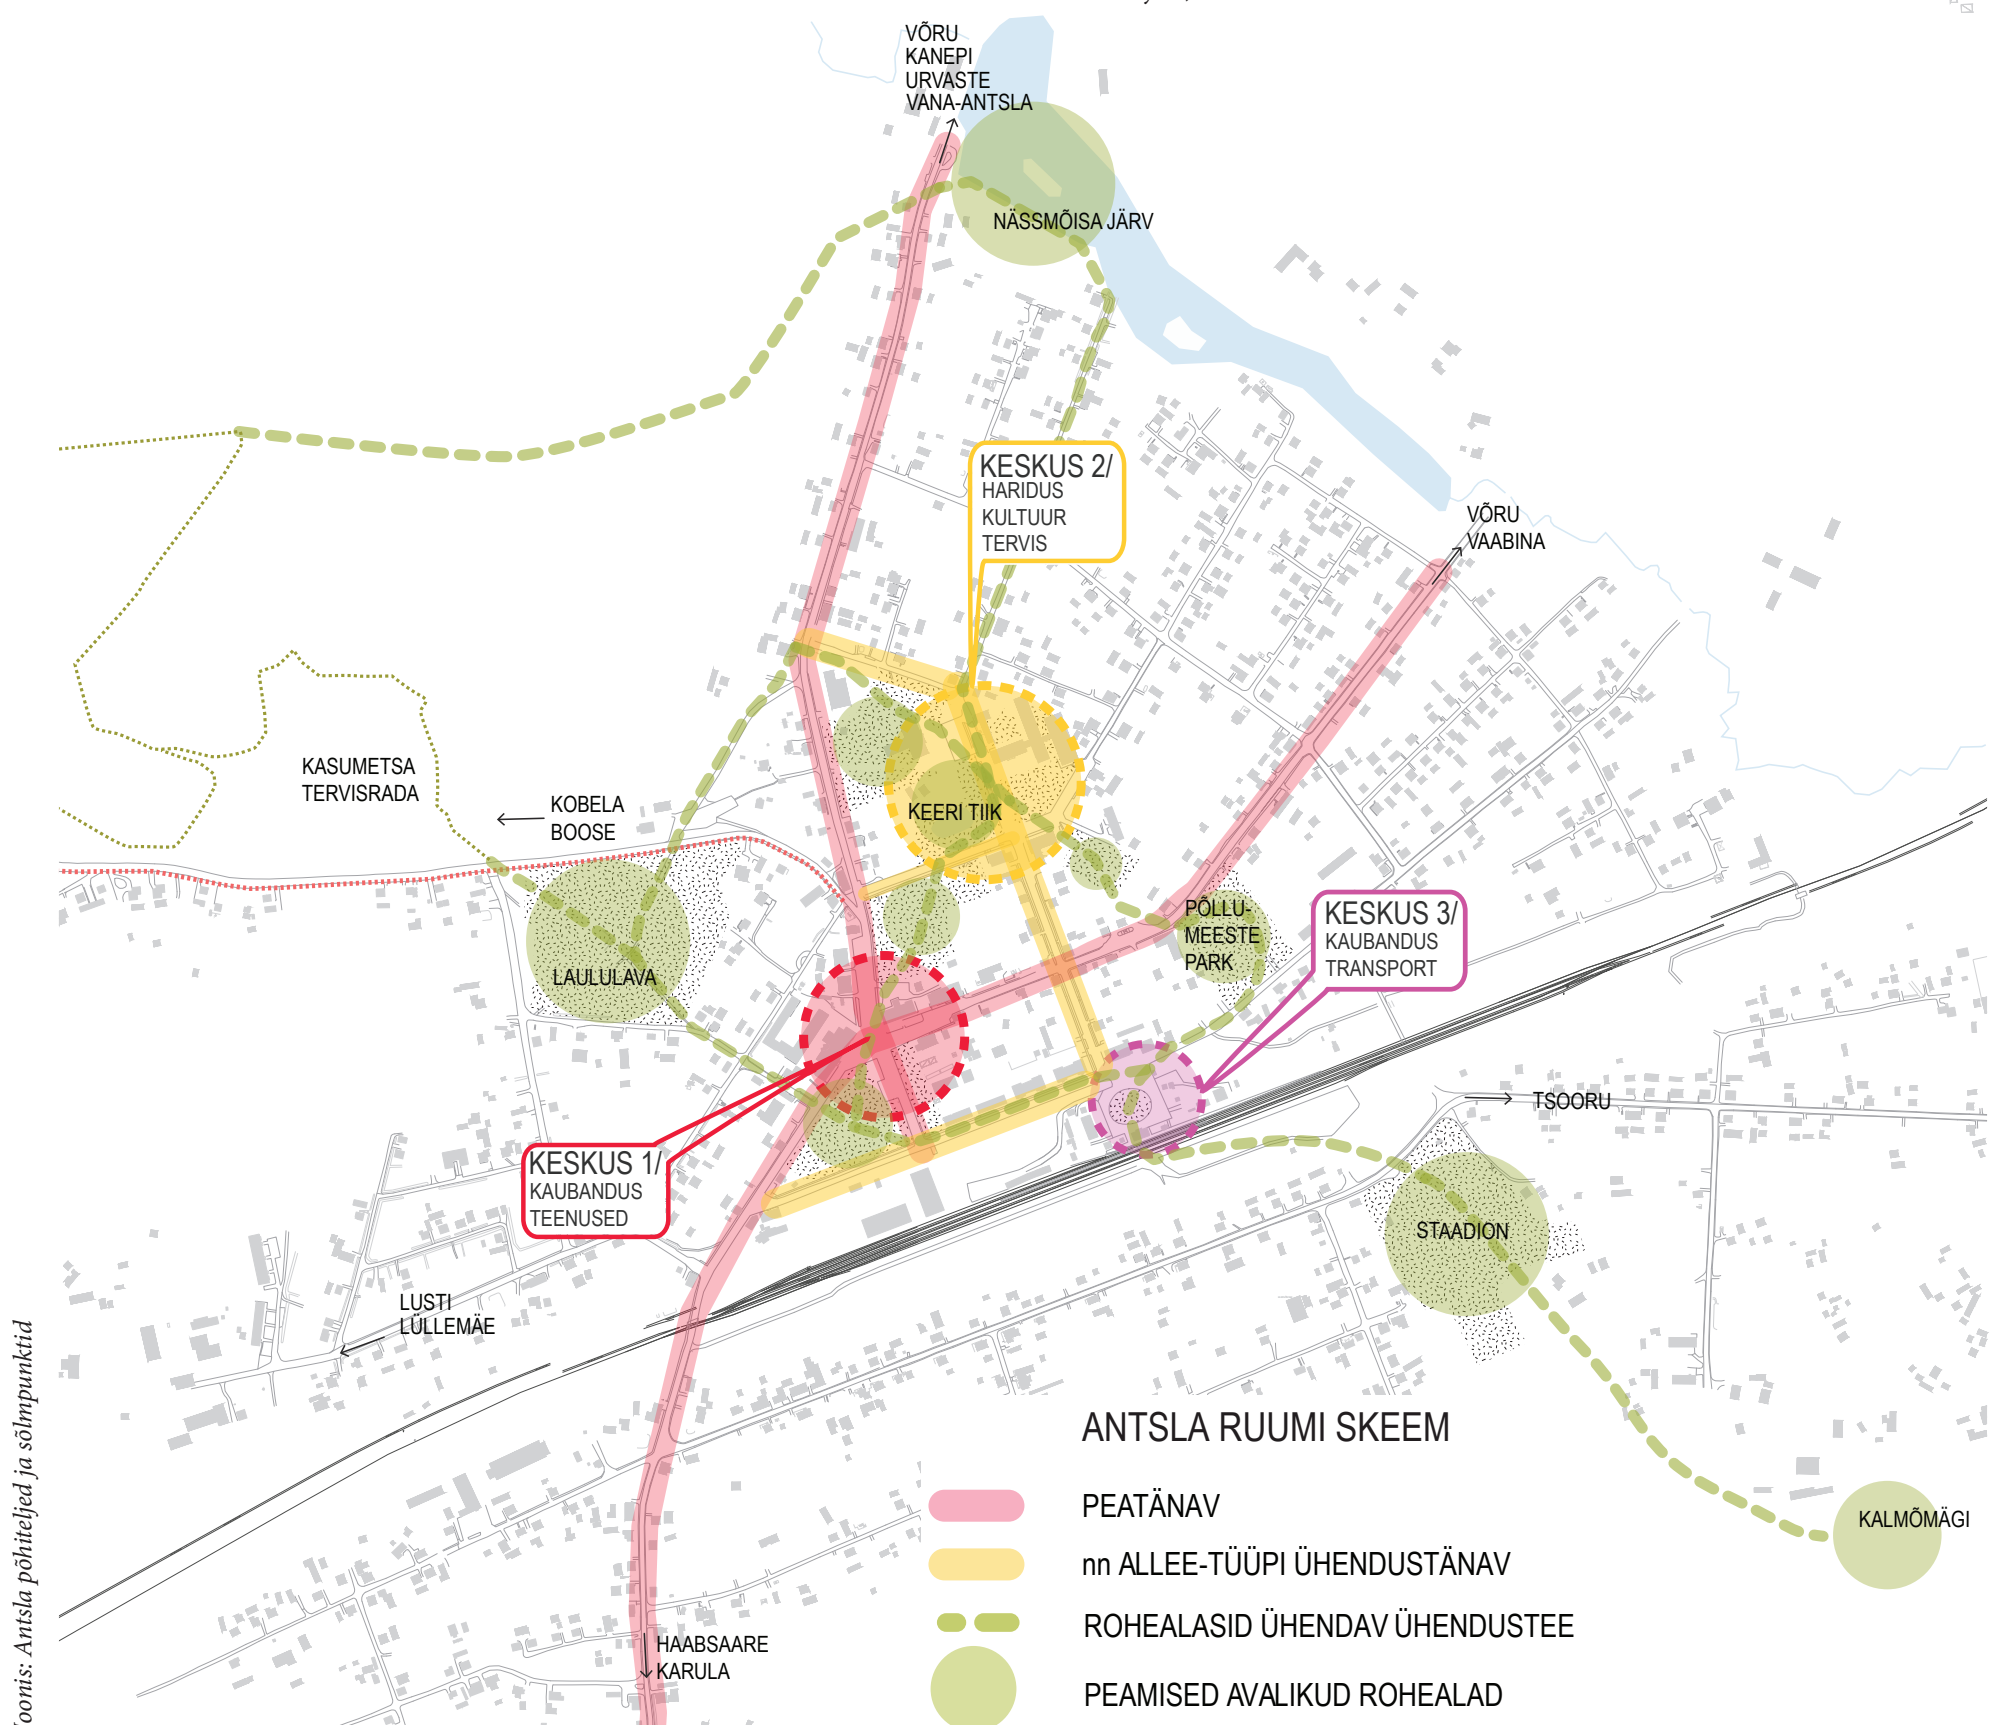 VÕRU
KANEPI
URVASTE
VANA-ANTSLA
NÄSSMÕISA JÄRV
KESKUS 2/
HARIDUS
KULTUUR
TERVIS
VÕRU
VAABINA
KASUMETSA
TERVISRADA
KOBELA
BOOSE
KEERI TIIK
PÕLLU-
MEESTE
PARK
KESKUS 3/
KAUBANDUS
TRANSPORT
LAULULAVA
TSOORU
KESKUS 1/
KAUBANDUS
TEENUSED
STAADION
LUSTI
LÜLLEMÄE
KALMÕMÄGI
HAABSAARE
KARULA
ANTSLA RUUMI SKEEM
PEATÄNAV
nn ALLEE-TÜÜPI ÜHENDUSTÄNAV
ROHEALASID ÜHENDAV ÜHENDUSTEE
PEAMISED AVALIKUD ROHEALAD
oonis: Antsla põhiteljed ja sõlmpunktid